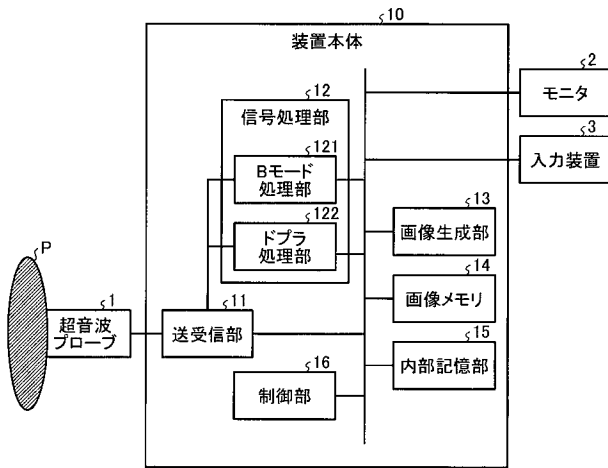 10
装置本体
2
モニタ
3
入力装置
12
信号処理部
121
Bモード
処理部
122
ドプラ
処理部
13
画像生成部
14
画像メモリ
15
内部記憶部
P
1
超音波
プローブ
11
送受信部
16
制御部